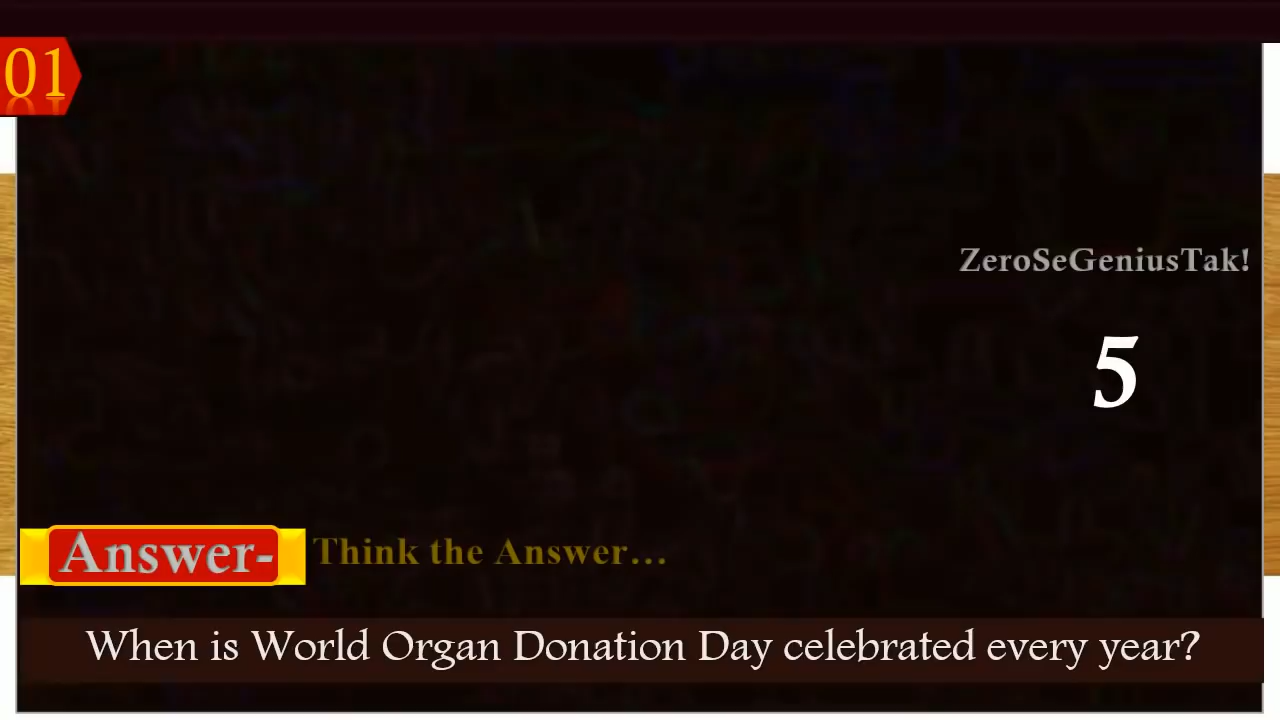 01
ZeroSeGeniusTak!
5
Answer- Think the Answer...
When is World Organ Donation Day celebrated every year?